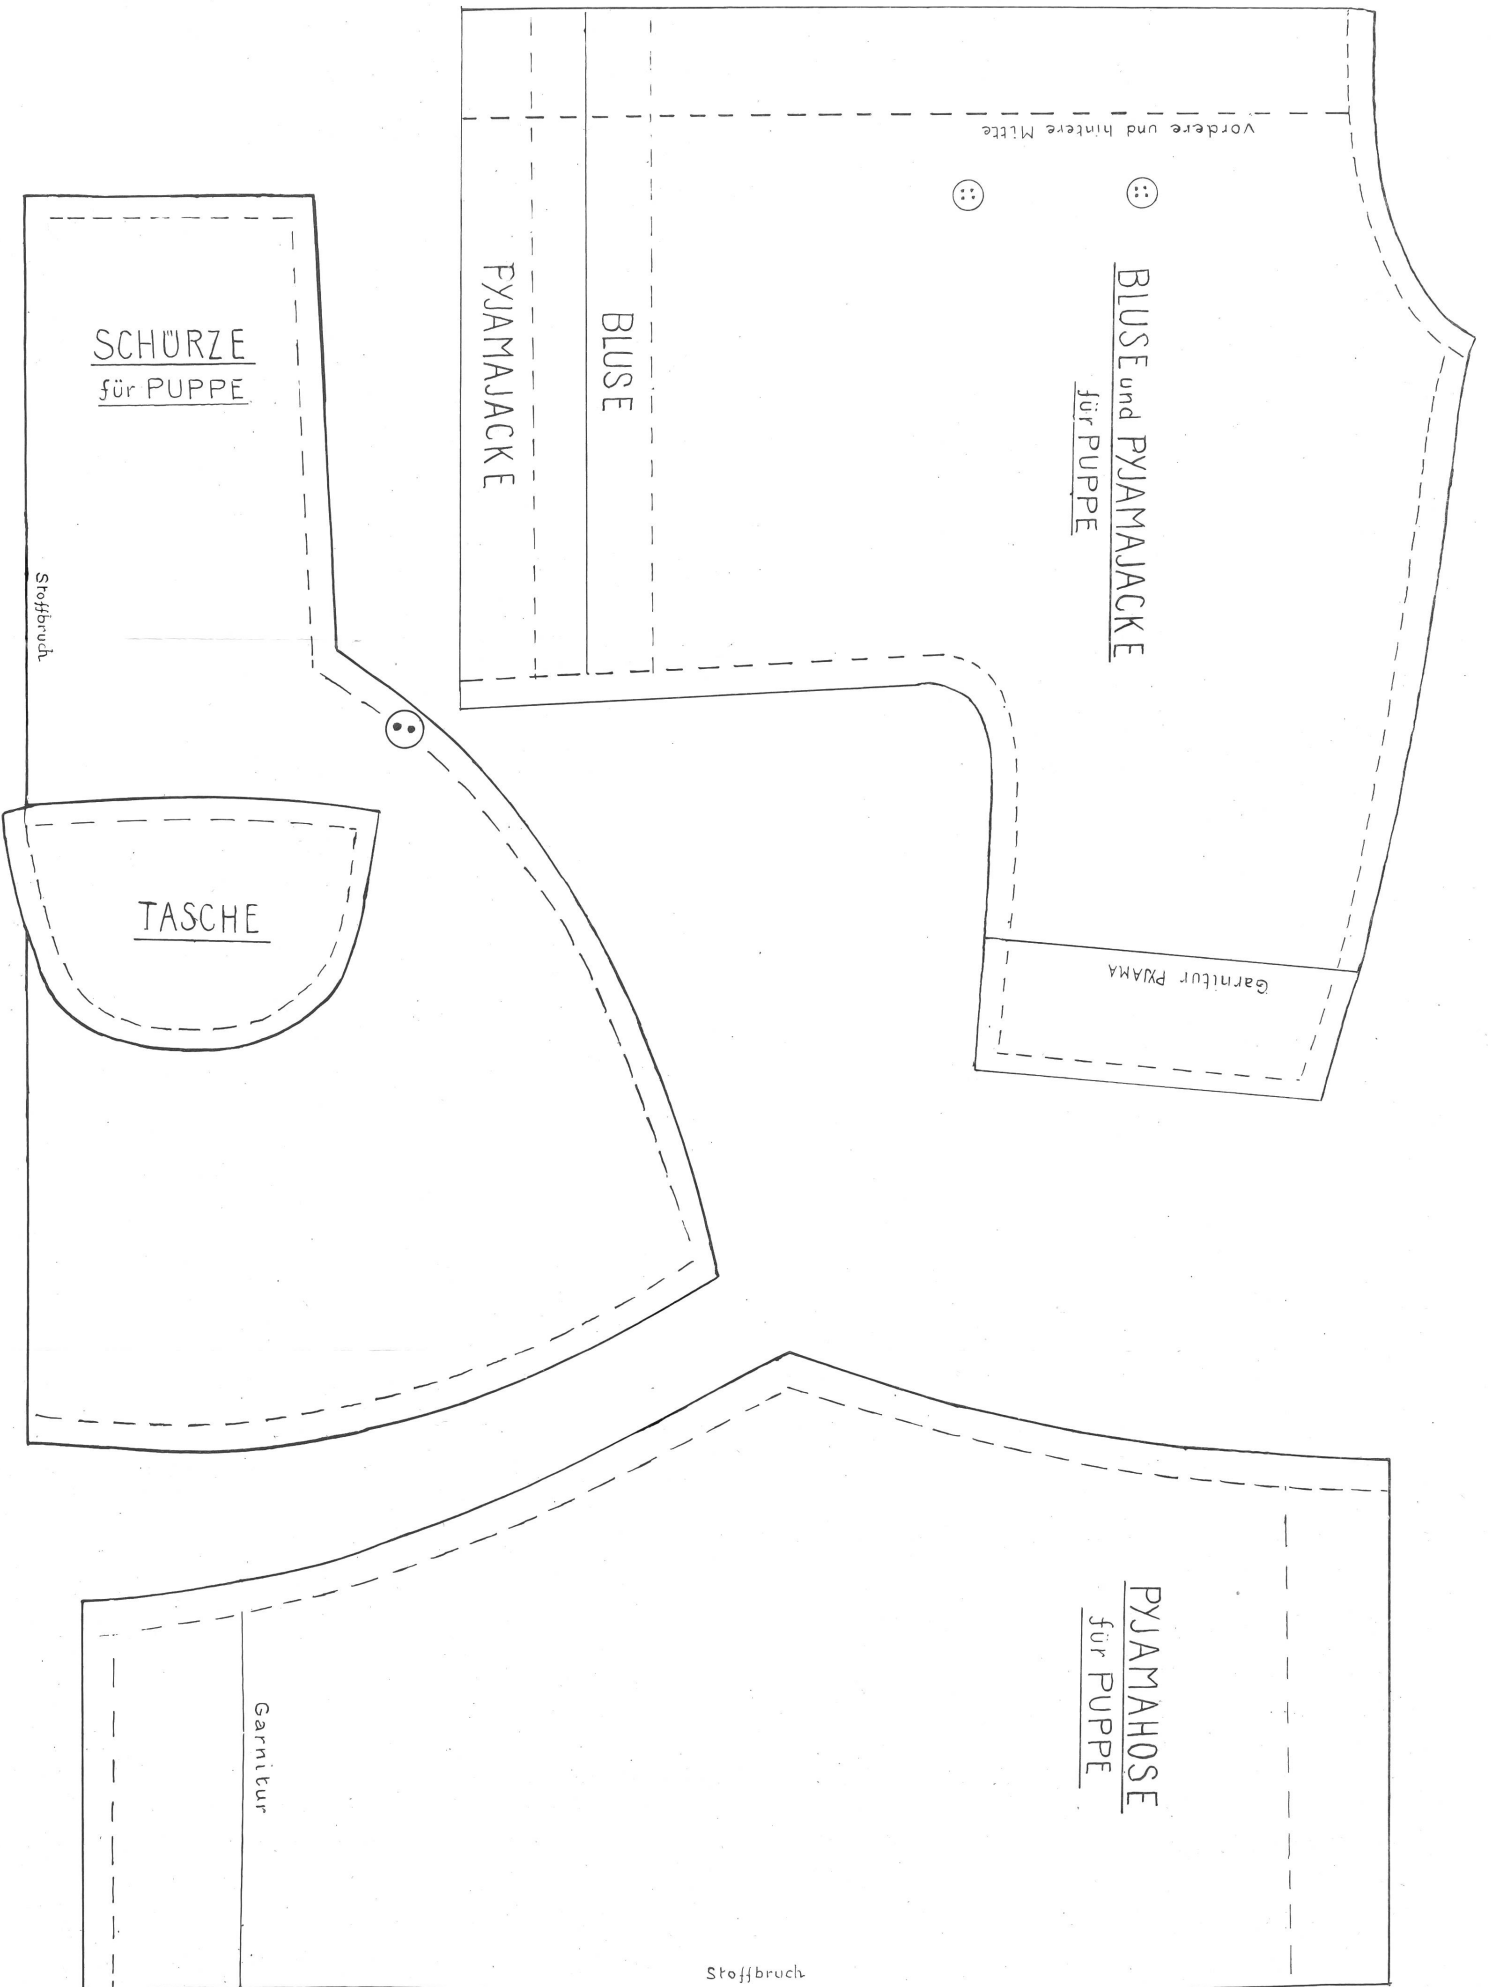 Vordere und hintere Mitte
BLUSE und PYJAMAJACKE
für PUPPE
BLUSE
PYJAMAJACKE
Garnitur PYJAMA
SCHÜRZE
für PUPPE
Stoffbruch
TASCHE
PYJAMAHOSE
für PUPPE
Garnitur
Stoffbruch